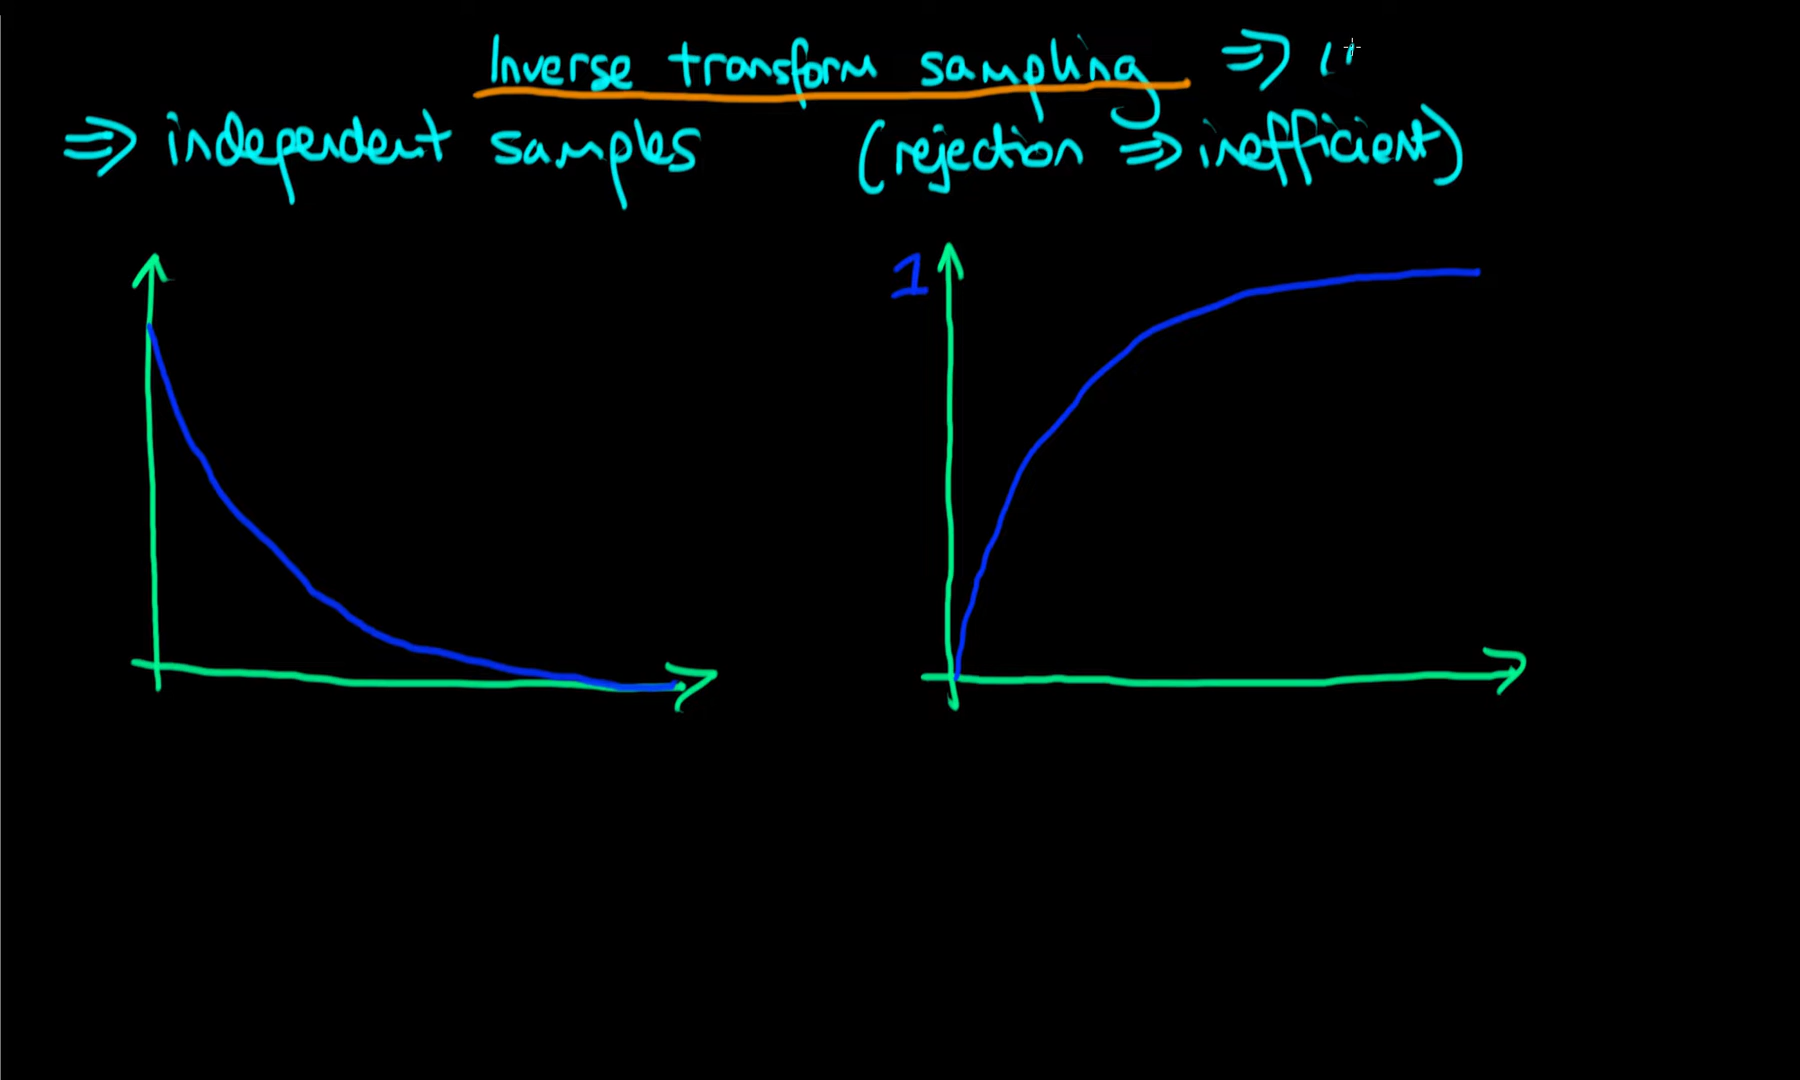 Inverse transform sampling ⇒
⇒ independent samples (rejection ⇒ inefficient)
1